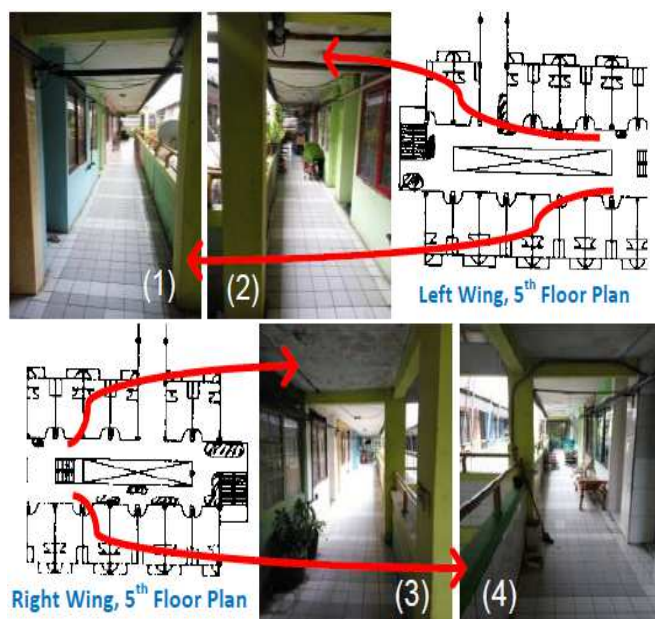 (1)
(2)
Left Wing, 5th Floor Plan
Right Wing, 5th Floor Plan
(3)
(4)